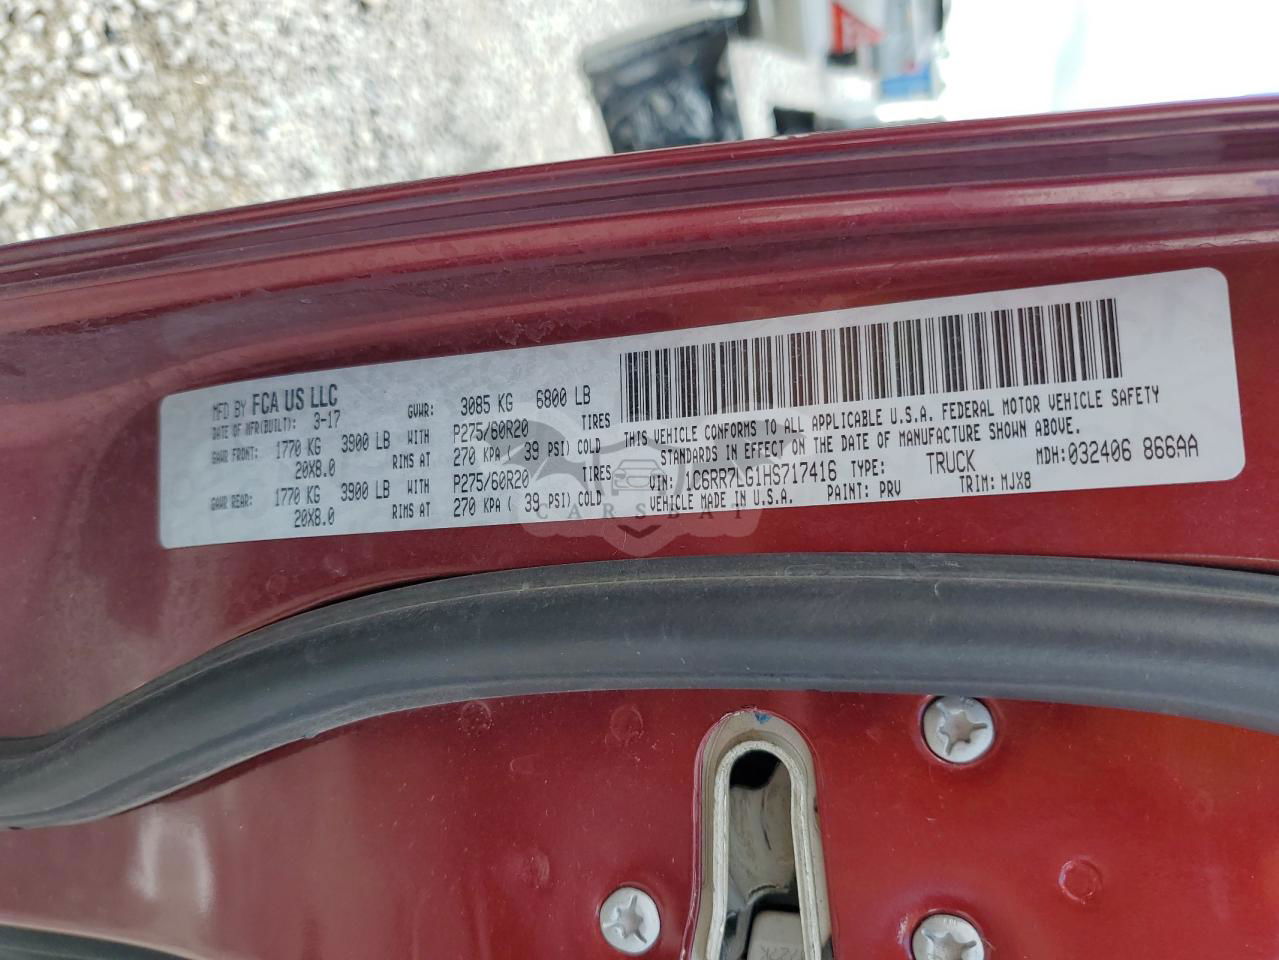 MFD BY FCA US LLC
DATE OF MFR(BUILT): 3-17 GVWR: 3085 KG 6800 LB
GAWR FRONT: 1770 KG 3900 LB WITH P275/60R20 TIRES
20X8.0 RIMS AT 270 KPA ( 39 PSI) COLD
GAWR REAR: 1770 KG 3900 LB WITH P275/60R20 TIRES
20X8.0 RIMS AT 270 KPA ( 39 PSI) COLD
THIS VEHICLE CONFORMS TO ALL APPLICABLE U.S.A. FEDERAL MOTOR VEHICLE SAFETY
STANDARDS IN EFFECT ON THE DATE OF MANUFACTURE SHOWN ABOVE.
VIN: 1C6RR7LG1HS717416 TYPE: TRUCK MDH:032406 866AA
VEHICLE MADE IN U.S.A. PAINT: PRV TRIM: MJX8
CARSBAT